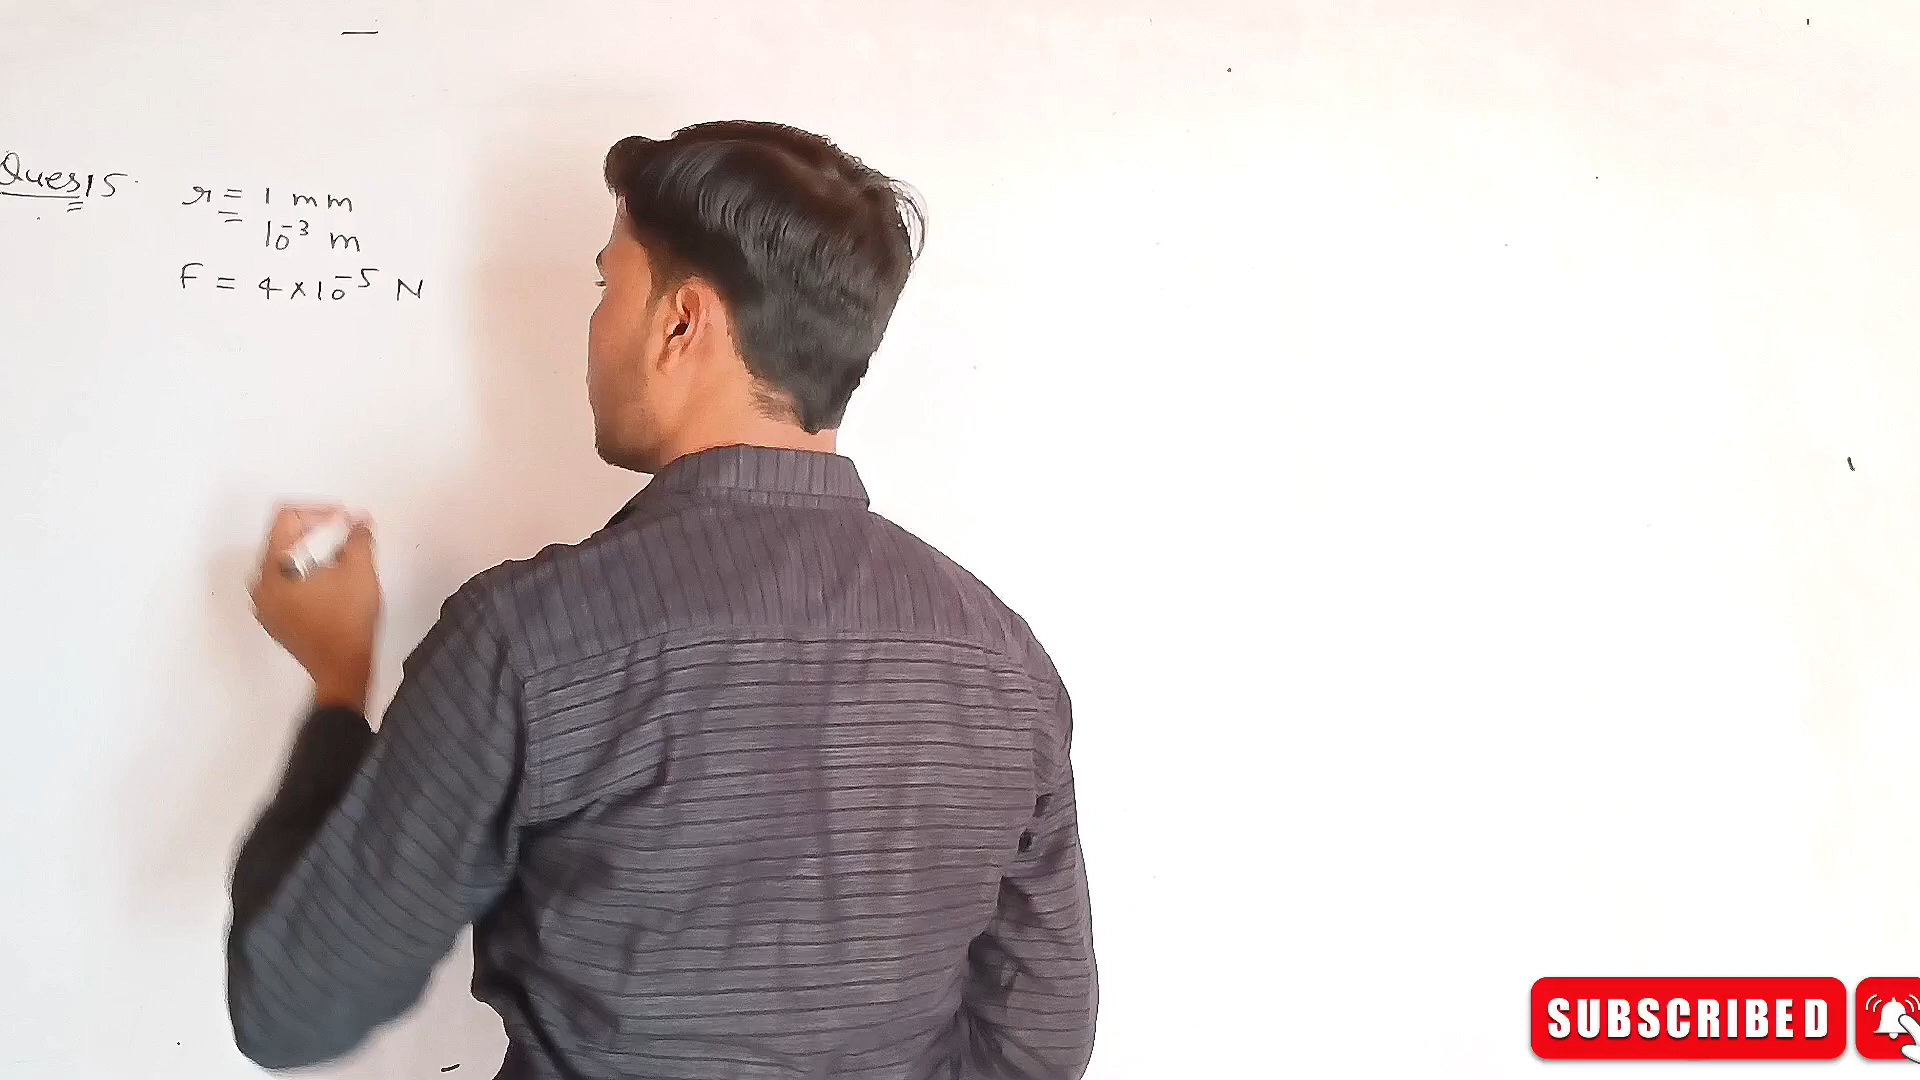 Ques 15.
r = 1 mm
= 10⁻³ m
F = 4 × 10⁻⁵ N
SUBSCRIBED